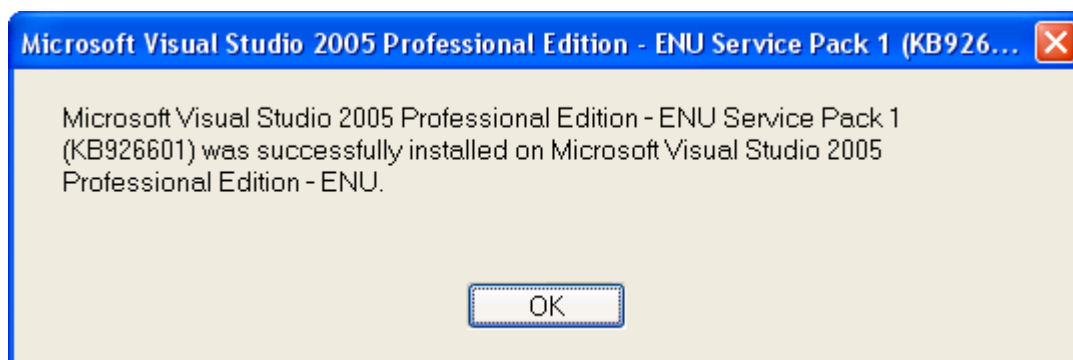 Microsoft Visual Studio 2005 Professional Edition - ENU Service Pack 1 (KB926...
Microsoft Visual Studio 2005 Professional Edition - ENU Service Pack 1
(KB926601) was successfully installed on Microsoft Visual Studio 2005
Professional Edition - ENU.
OK